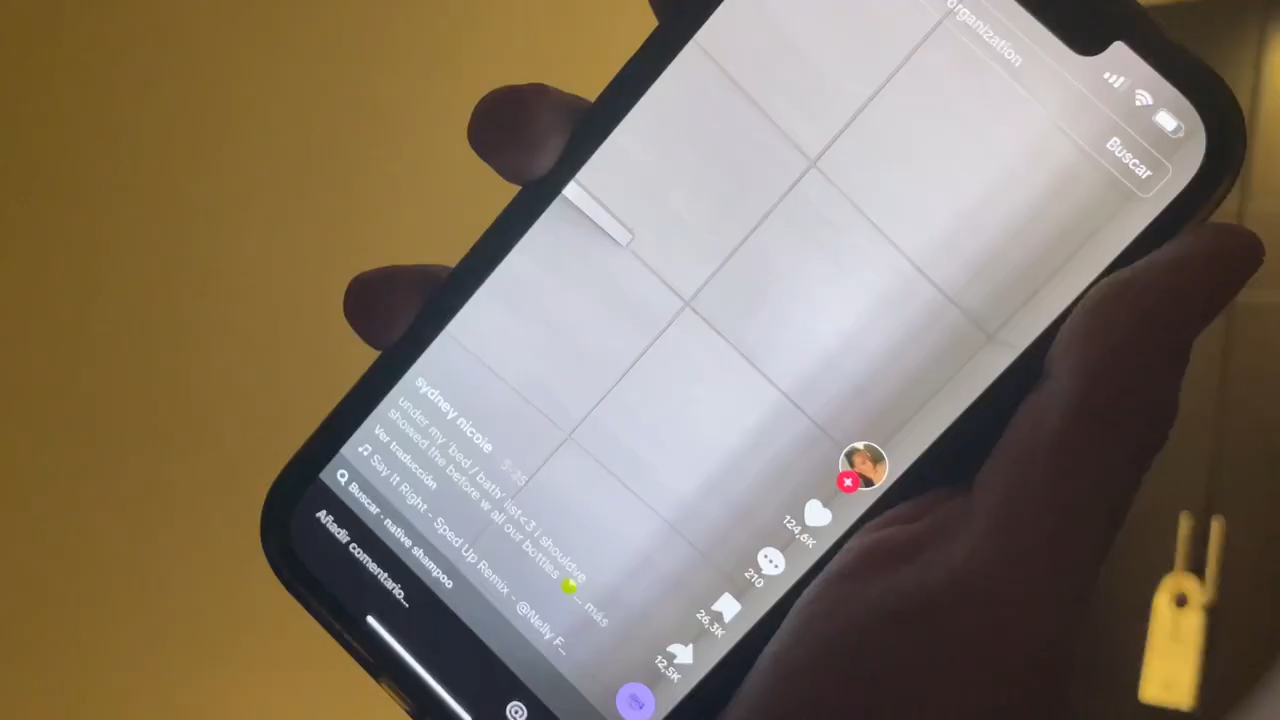 organization
Buscar
sydney nicole 5-25
under my 'bed / bath' list<3 i should've
showed the before w all our bottles ... más
Ver traducción
Say It Right - Sped Up Remix - @Nelly F...
Buscar · native shampoo
Añadir comentario...
124,6K
210
26,3K
12,5K
@